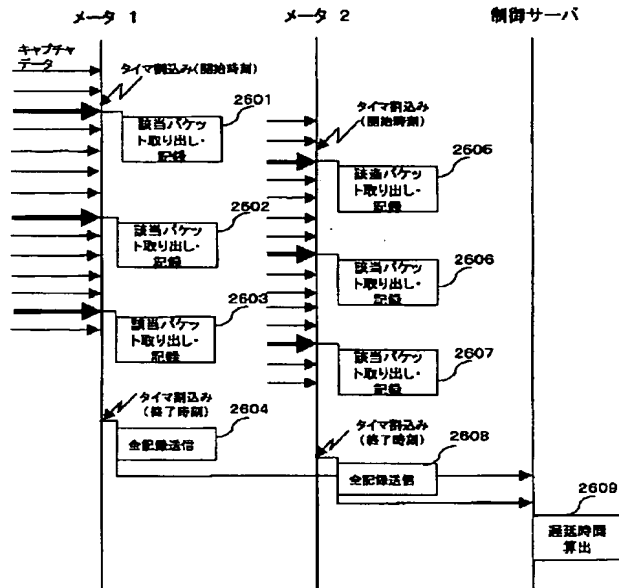 メータ 1
メータ 2
制御サーバ
キャプチャ
データ
タイマ割込み(開始時刻)
2601
該当パケッ
ト取り出し・
記録
タイマ割込み
(開始時刻)
2605
該当パケッ
ト取り出し・
記録
2602
該当パケッ
ト取り出し・
記録
2606
該当パケッ
ト取り出し・
記録
2603
該当パケッ
ト取り出し・
記録
2607
該当パケッ
ト取り出し・
記録
タイマ割込み
(終了時刻)
2604
全記録送信
タイマ割込み
(終了時刻)
2608
全記録送信
2609
遅延時間
算出